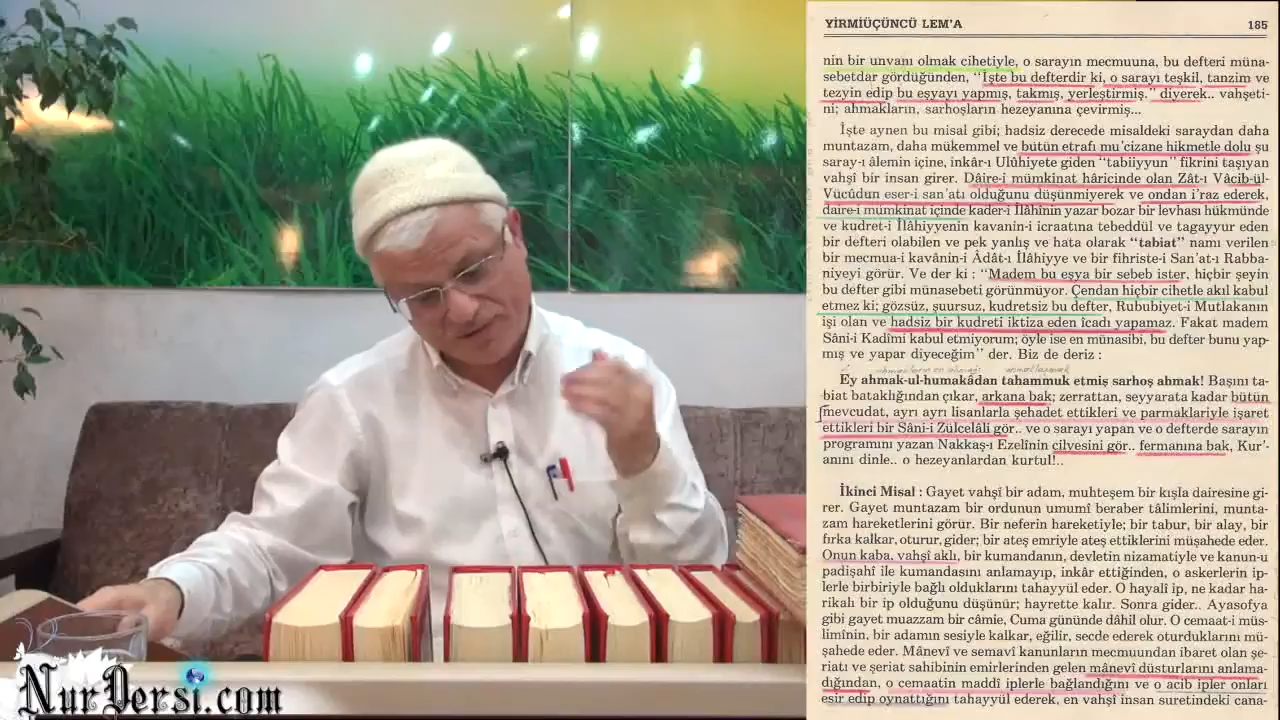 YİRMİÜÇÜNCÜ LEM'A 185
nin bir unvanı olmak cihetiyle, o sarayın mecmuuna, bu defteri müna-
sebetdar gördüğünden, "İşte bu defterdir ki, o sarayı teşkil, tanzim ve
tezyin edip bu eşyayı yapmış, takmış, yerleştirmiş." diyerek.. vahşeti-
ni; ahmakların, sarhoşların hezeyanına çevirmiş...
İşte aynen bu misal gibi; hadsiz derecede misaldeki saraydan daha
muntazam, daha mükemmel ve bütün etrafı mu'cizane hikmetle dolu şu
saray-ı âlemin içine, inkâr-ı Ulûhiyete giden "tabiiyyun" fikrini taşıyan
vahşî bir insan girer. Dâire-i mümkinat hâricinde olan Zât-ı Vâcib-ül-
Vücûdun eser-i san'atı olduğunu düşünmiyerek ve ondan i'raz ederek,
daire-i mümkinat içinde kader-i İlâhînin yazar bozar bir levhası hükmünde
ve kudret-i İlâhiyyenin kavanin-i icraatına tebeddül ve tagayyur eden
bir defteri olabilen ve pek yanlış ve hata olarak "tabiat" namı verilen
bir mecmua-i kavânin-i Âdât-ı İlâhiyye ve bir fihriste-i San'at-ı Rabba-
niyeyi görür. Ve der ki : "Madem bu eşya bir sebeb ister, hiçbir şeyin
bu defter gibi münasebeti görünmüyor. Çendan hiçbir cihetle akıl kabul
etmez ki; gözsüz, şuursuz, kudretsiz bu defter, Rububiyet-i Mutlakanın
işi olan ve hadsiz bir kudreti iktiza eden îcadı yapamaz. Fakat madem
Sâni-i Kadîmi kabul etmiyorum; öyle ise en münasibi, bu defter bunu yap-
mış ve yapar diyeceğim" der. Biz de deriz :
Ey ahmak-ul-humakâdan tahammuk etmiş sarhoş ahmak! Başını ta-
biat bataklığından çıkar, arkana bak; zerrattan, seyyarata kadar bütün
mevcudat, ayrı ayrı lisanlarla şehadet ettikleri ve parmaklariyle işaret
ettikleri bir Sâni-i Zülcelâli gör.. ve o sarayı yapan ve o defterde sarayın
programını yazan Nakkaş-ı Ezelînin cilvesini gör.. fermanına bak, Kur'-
anını dinle.. o hezeyanlardan kurtul!..
İkinci Misal : Gayet vahşî bir adam, muhteşem bir kışla dairesine gi-
rer. Gayet muntazam bir ordunun umumî beraber tâlimlerini, munta-
zam hareketlerini görür. Bir neferin hareketiyle; bir tabur, bir alay, bir
fırka kalkar, oturur, gider; bir ateş emriyle ateş ettiklerini müşahede eder.
Onun kaba, vahşî aklı, bir kumandanın, devletin nizamatiyle ve kanun-u
padişahî ile kumandasını anlamayıp, inkâr ettiğinden, o askerlerin ip-
lerle birbiriyle bağlı olduklarını tahayyül eder. O hayalî ip, ne kadar ha-
rikalı bir ip olduğunu düşünür; hayrette kalır. Sonra gider.. Ayasofya
gibi gayet muazzam bir câmie, Cuma gününde dâhil olur. O cemaat-i müs-
limînin, bir adamın sesiyle kalkar, eğilir, secde ederek oturduklarını mü-
şahede eder. Mânevî ve semavî kanunların mecmuundan ibaret olan şe-
riatı ve şeriat sahibinin emirlerinden gelen mânevî düsturlarını anlama-
dığından, o cemaatin maddî iplerle bağlandığını ve o acib ipler onları
esir edip oynattığını tahayyül ederek, en vahşî insan suretindeki cana-
NurDersi.com